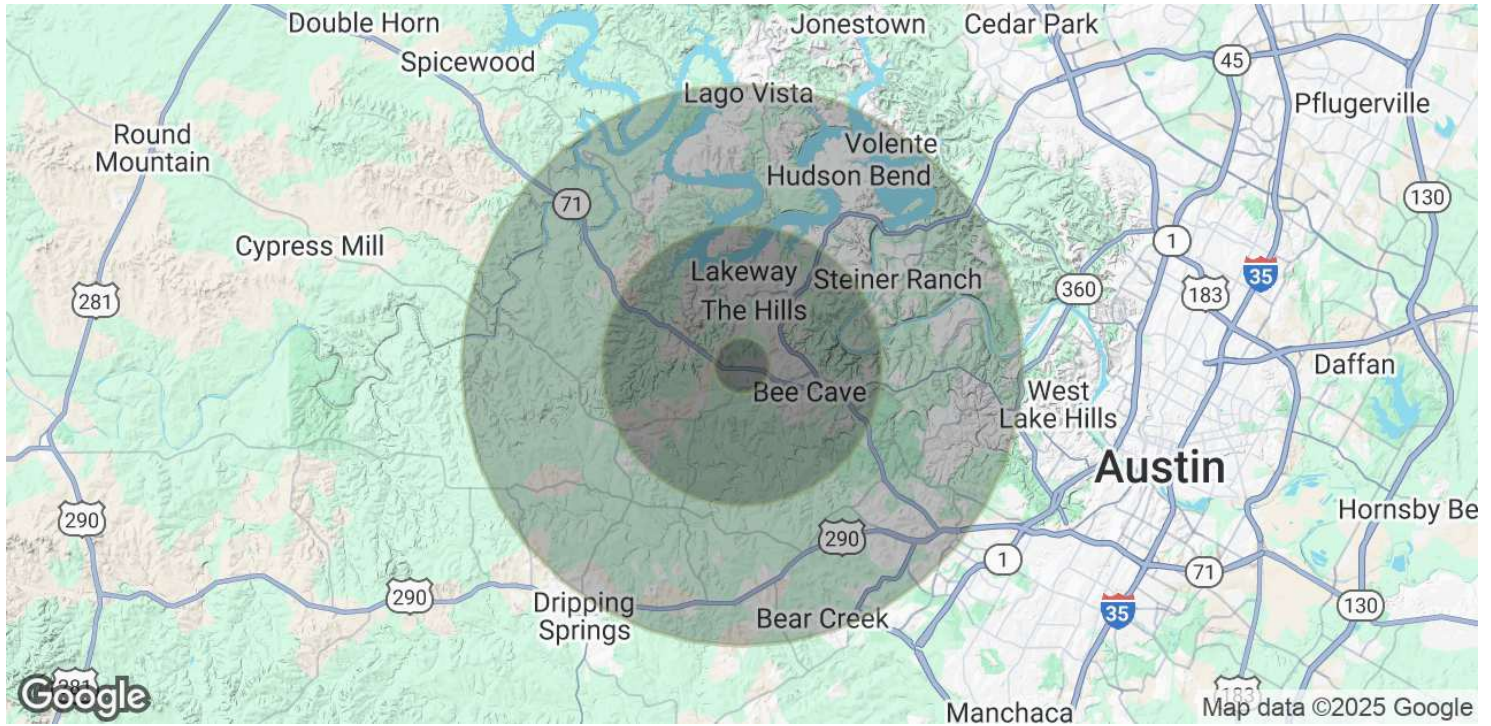 Double Horn
Jonestown
Cedar Park
Spicewood
45
Lago Vista
Pflugerville
Round
Mountain
Volente
Hudson Bend
71
130
Cypress Mill
1
Lakeway
Steiner Ranch
35
281
360
183
The Hills
Daffan
Bee Cave
West
Lake Hills
Austin
290
Hornsby Be
290
1
71
290
Dripping
Springs
Bear Creek
35
130
281
Google
183
Manchaca
Map data ©2025 Google